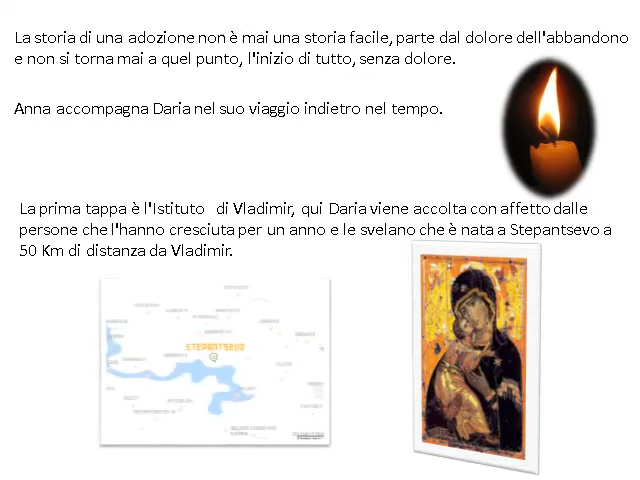 La storia di una adozione non è mai una storia facile, parte dal dolore dell'abbandono
e non si torna mai a quel punto, l'inizio di tutto, senza dolore.
Anna accompagna Daria nel suo viaggio indietro nel tempo.
La prima tappa è l'Istituto di Vladimir, qui Daria viene accolta con affetto dalle
persone che l'hanno cresciuta per un anno e le svelano che è nata a Stepantsevo a
50 Km di distanza da Vladimir.
STEPANTSEVO